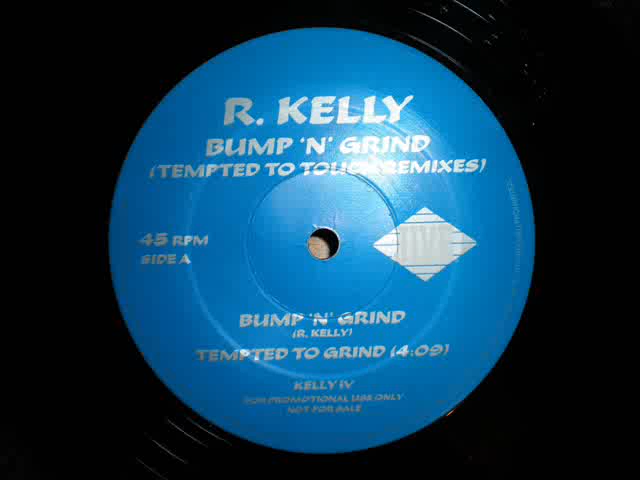 R. KELLY
BUMP 'N' GRIND
(TEMPTED TO TOUCH REMIXES)
45 RPM
SIDE A
BUMP 'N' GRIND
(R. KELLY)
TEMPTED TO GRIND (4:09)
KELLY IV
FOR PROMOTIONAL USE ONLY
NOT FOR SALE